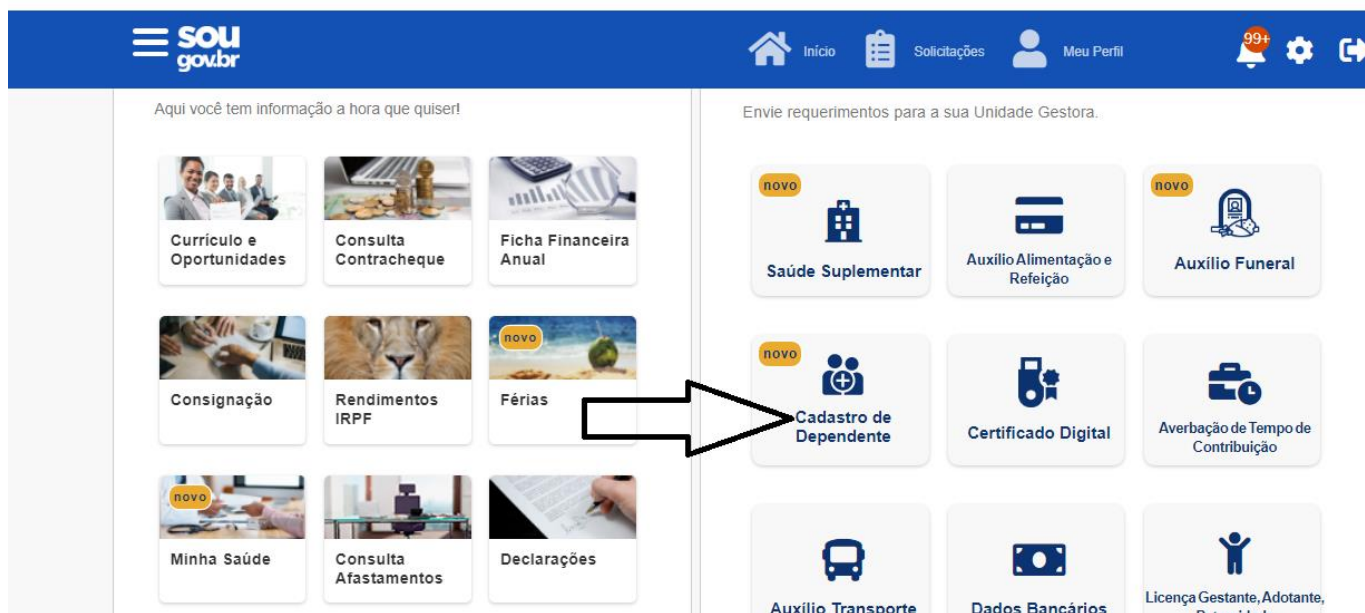 sou
gov.br
Início
Solicitações
Meu Perfil
99+
Aqui você tem informação a hora que quiser!
Currículo e
Oportunidades
Consulta
Contracheque
Ficha Financeira
Anual
Consignação
Rendimentos
IRPF
novo
Férias
novo
Minha Saúde
Consulta
Afastamentos
Declarações
Envie requerimentos para a sua Unidade Gestora.
novo
Saúde Suplementar
Auxílio Alimentação e
Refeição
novo
Auxílio Funeral
novo
Cadastro de
Dependente
Certificado Digital
Averbação de Tempo de
Contribuição
Auxílio Transporte
Dados Bancários
Licença Gestante, Adotante,